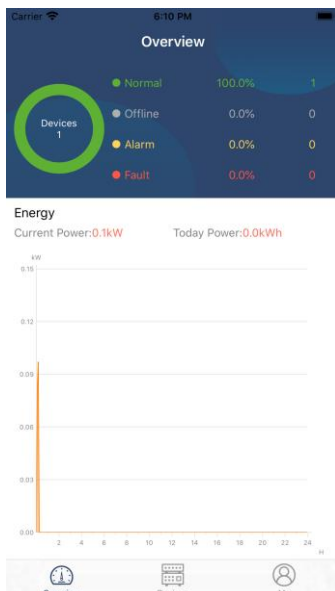 Carrier 6:10 PM
Overview
Devices
1
Normal 100.0% 1
Offline 0.0% 0
Alarm 0.0% 0
Fault 0.0% 0
Energy
Current Power:0.1kW Today Power:0.0kWh
kW
0.15
0.12
0.09
0.06
0.03
0.00
2 4 6 8 10 12 14 16 18 20 22 24
H